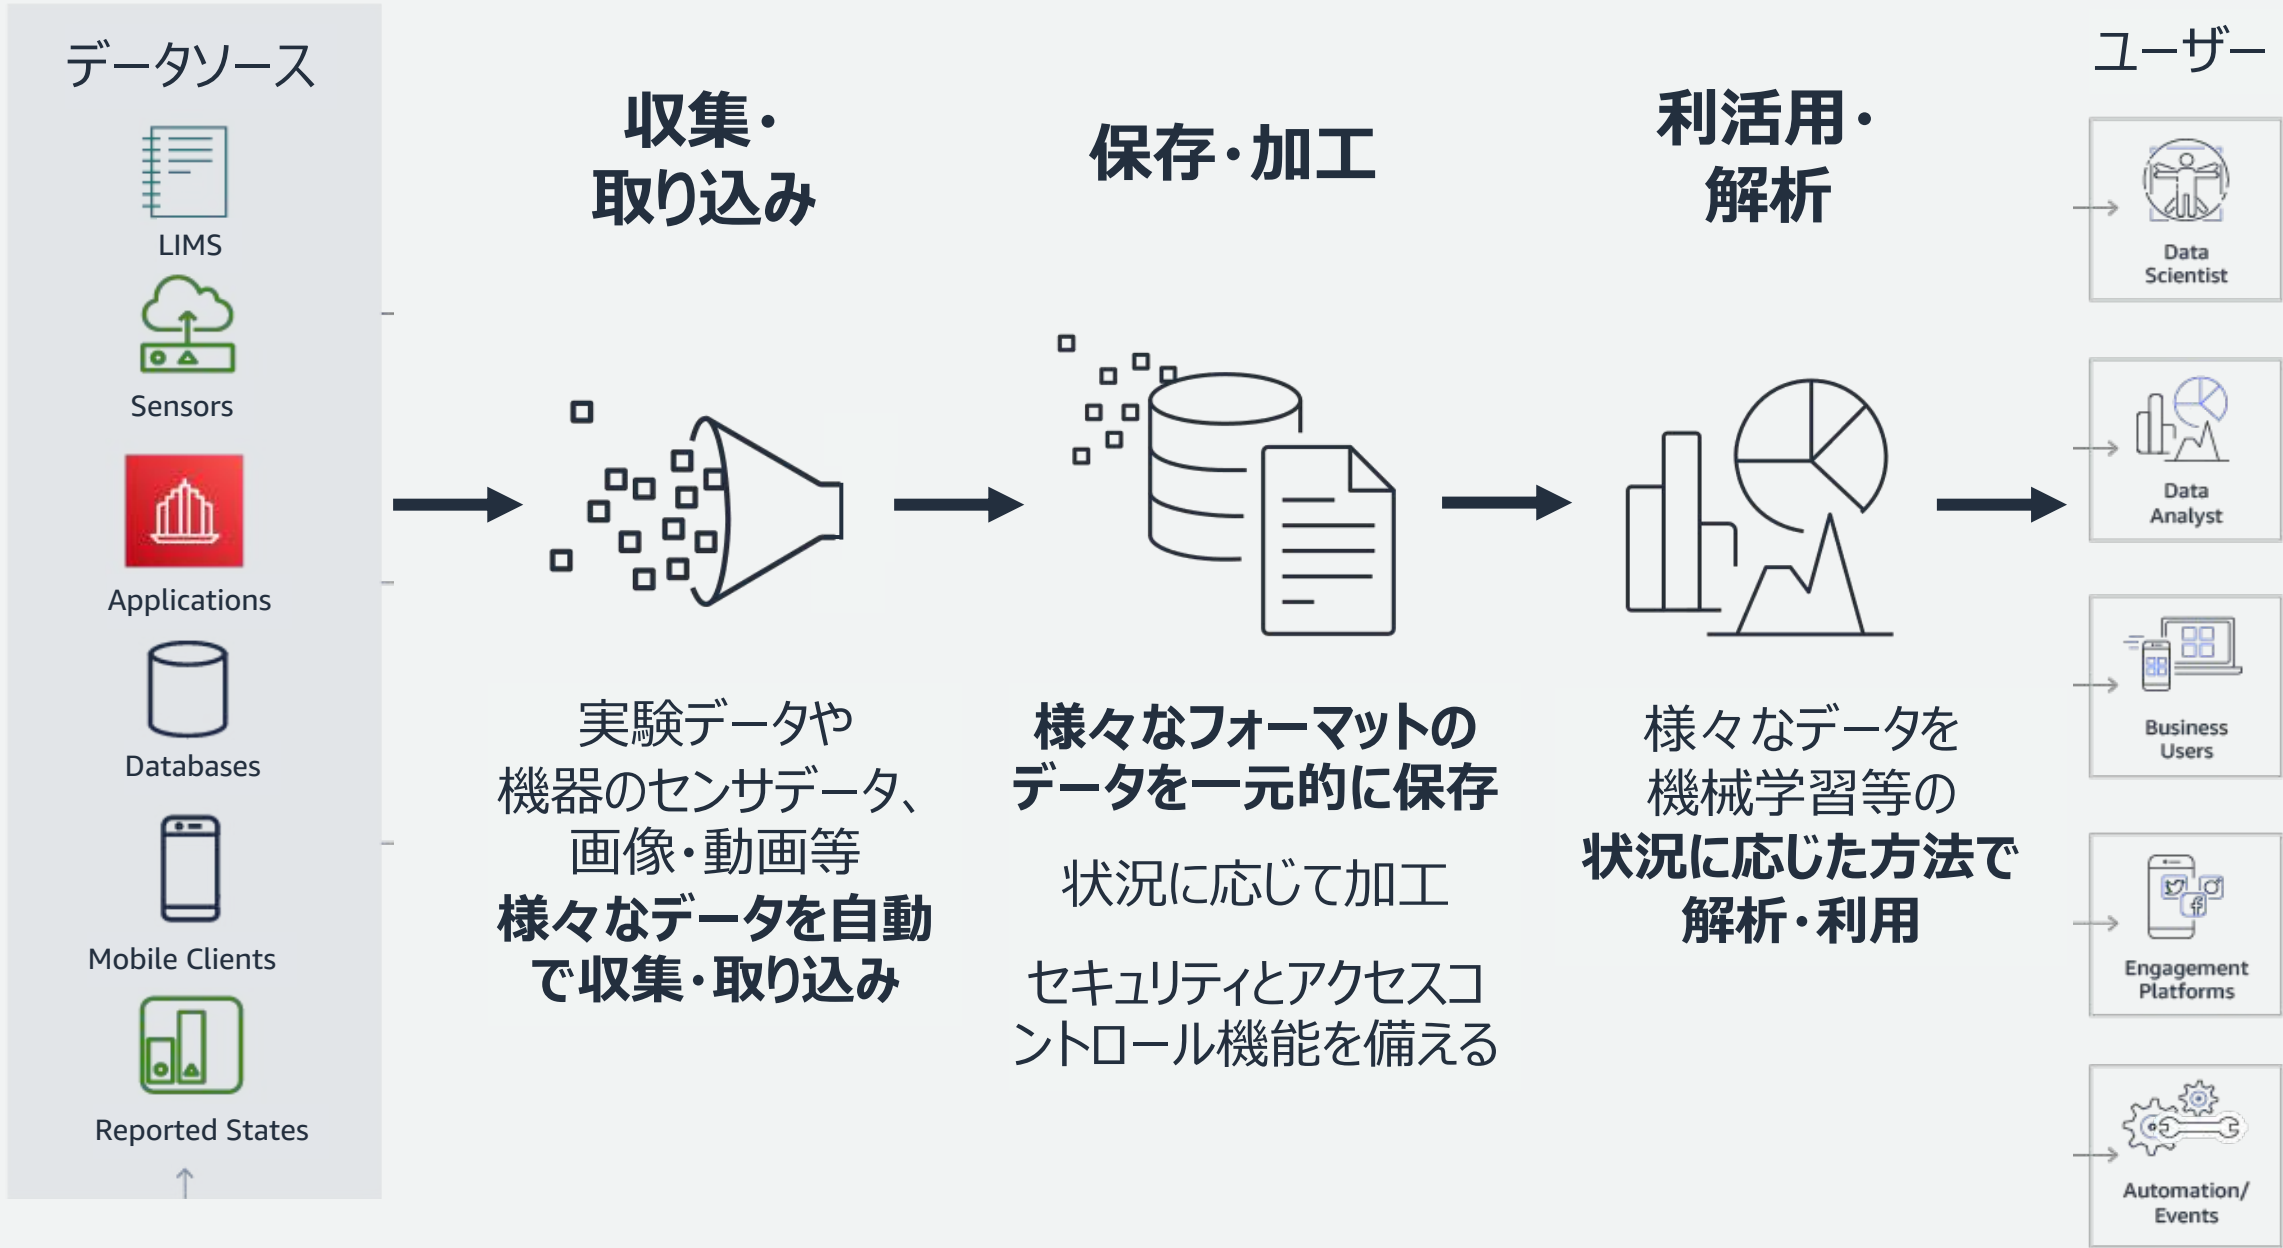 データソース
LIMS
Sensors
Applications
Databases
Mobile Clients
Reported States
収集・
取り込み
実験データや
機器のセンサデータ、
画像・動画等
様々なデータを自動
で収集・取り込み
保存・加工
様々なフォーマットの
データを一元的に保存
状況に応じて加工
セキュリティとアクセスコ
ントロール機能を備える
利活用・
解析
様々なデータを
機械学習等の
状況に応じた方法で
解析・利用
ユーザー
Data
Scientist
Data
Analyst
Business
Users
Engagement
Platforms
Automation/
Events